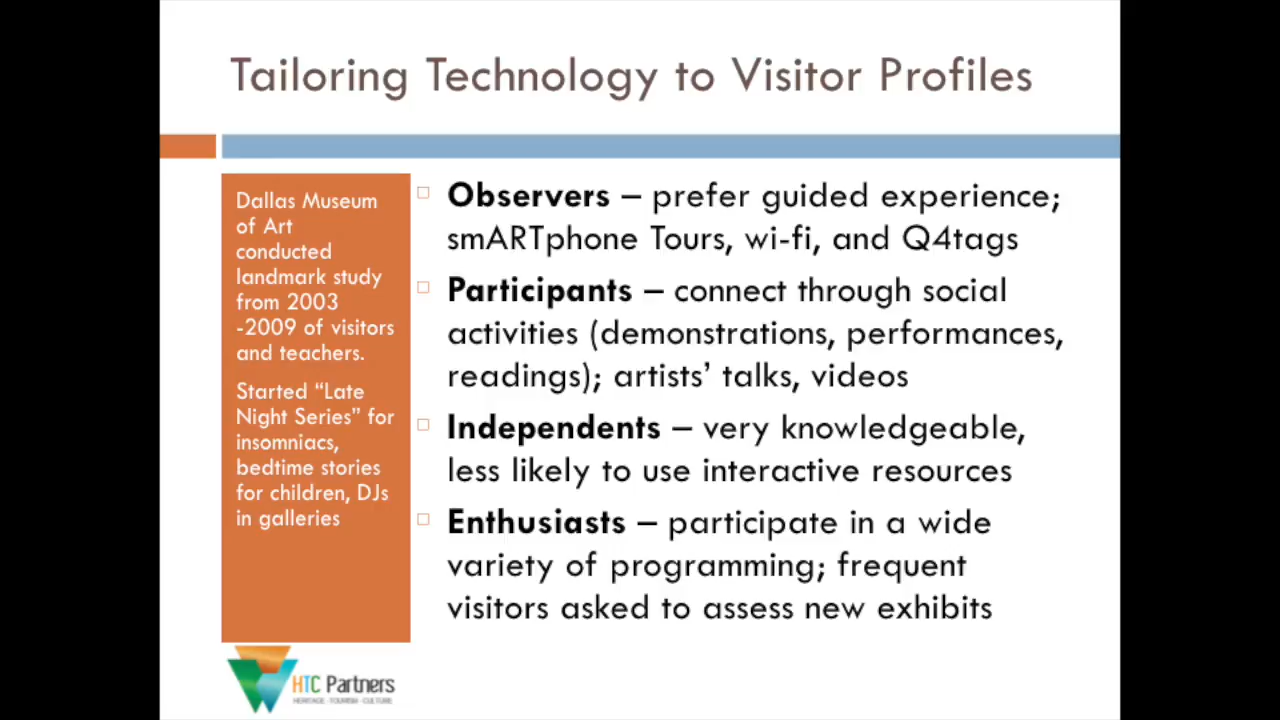 Tailoring Technology to Visitor Profiles
Dallas Museum
of Art
conducted
landmark study
from 2003
-2009 of visitors
and teachers.
Started “Late
Night Series” for
insomniacs,
bedtime stories
for children, DJs
in galleries
Observers – prefer guided experience;
smARTphone Tours, wi-fi, and Q4tags
Participants – connect through social
activities (demonstrations, performances,
readings); artists’ talks, videos
Independents – very knowledgeable,
less likely to use interactive resources
Enthusiasts – participate in a wide
variety of programming; frequent
visitors asked to assess new exhibits
HTC Partners
HERITAGE · TOURISM · CULTURE